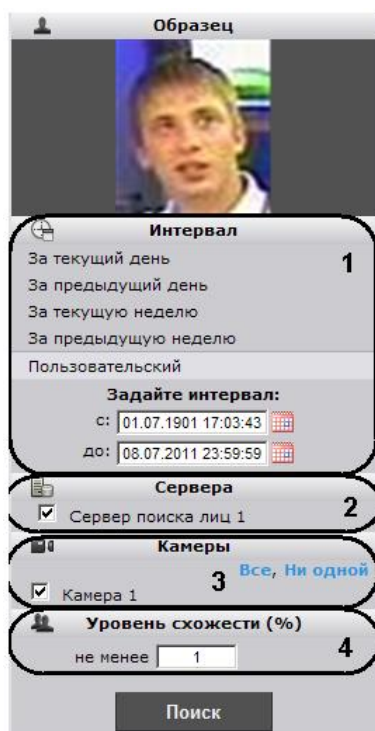 Образец
Интервал
1
За текущий день
За предыдущий день
За текущую неделю
За предыдущую неделю
Пользовательский
Задайте интервал:
с: 01.07.1901 17:03:43
до: 08.07.2011 23:59:59
Сервера
Сервер поиска лиц 1
2
Камеры
Все, Ни одной
3
Камера 1
Уровень схожести (%)
не менее 1
4
Поиск